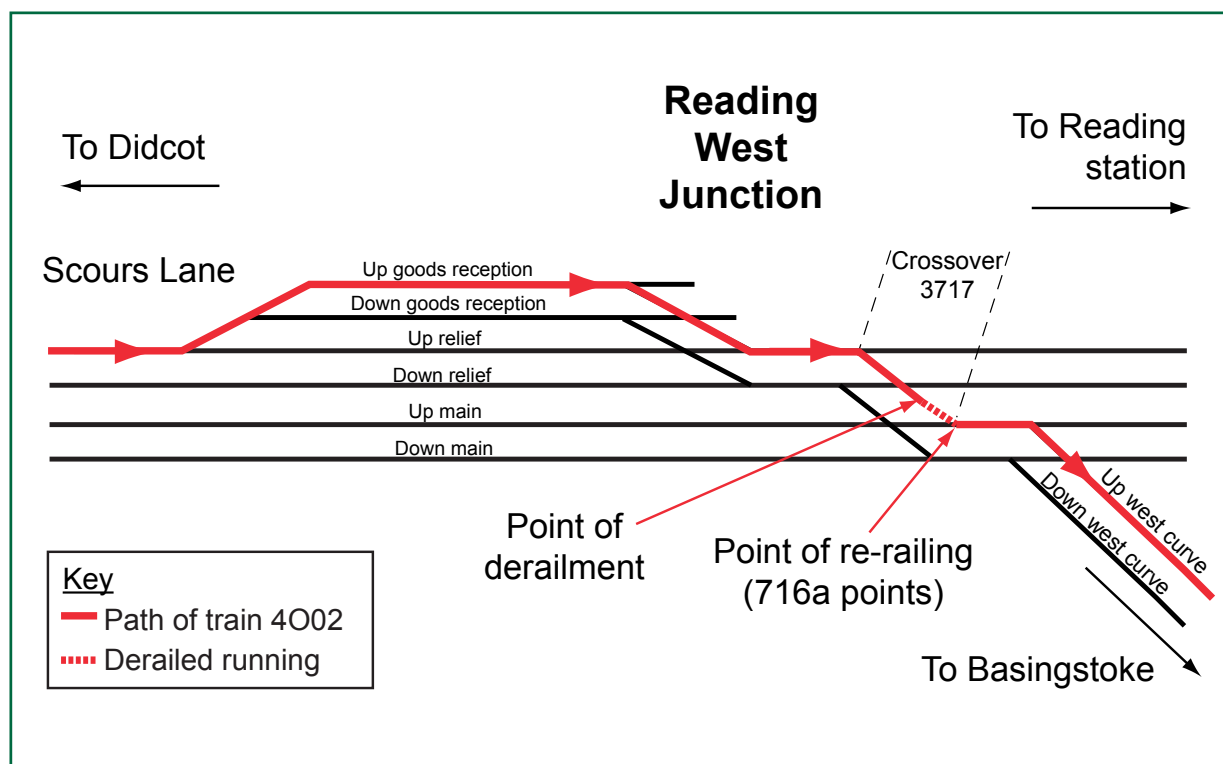 Reading
West
Junction
To Didcot
To Reading
station
Scours Lane
Crossover
3717
Up goods reception
Down goods reception
Up relief
Down relief
Up main
Down main
Point of
derailment
Point of re-railing
(716a points)
Up west curve
Down west curve
To Basingstoke
Key
Path of train 4O02
Derailed running